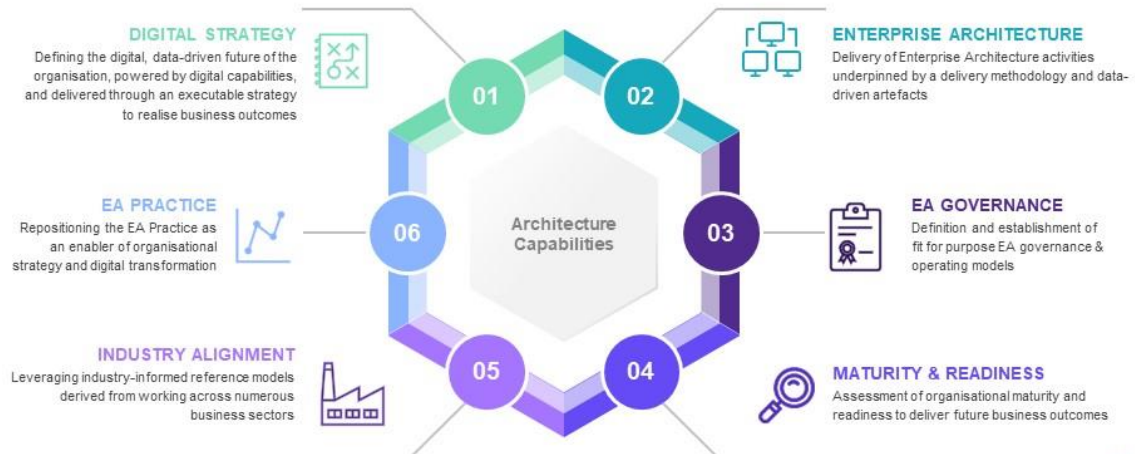 DIGITAL STRATEGY
Defining the digital, data-driven future of the
organisation, powered by digital capabilities,
and delivered through an executable strategy
to realise business outcomes
01
02
ENTERPRISE ARCHITECTURE
Delivery of Enterprise Architecture activities
underpinned by a delivery methodology and data-
driven artefacts
EA PRACTICE
Repositioning the EA Practice as
an enabler of organisational
strategy and digital transformation
06
Architecture
Capabilities
03
EA GOVERNANCE
Definition and establishment of
fit for purpose EA governance &
operating models
INDUSTRY ALIGNMENT
Leveraging industry-informed reference models
derived from working across numerous
business sectors
05
04
MATURITY & READINESS
Assessment of organisational maturity and
readiness to deliver future business outcomes